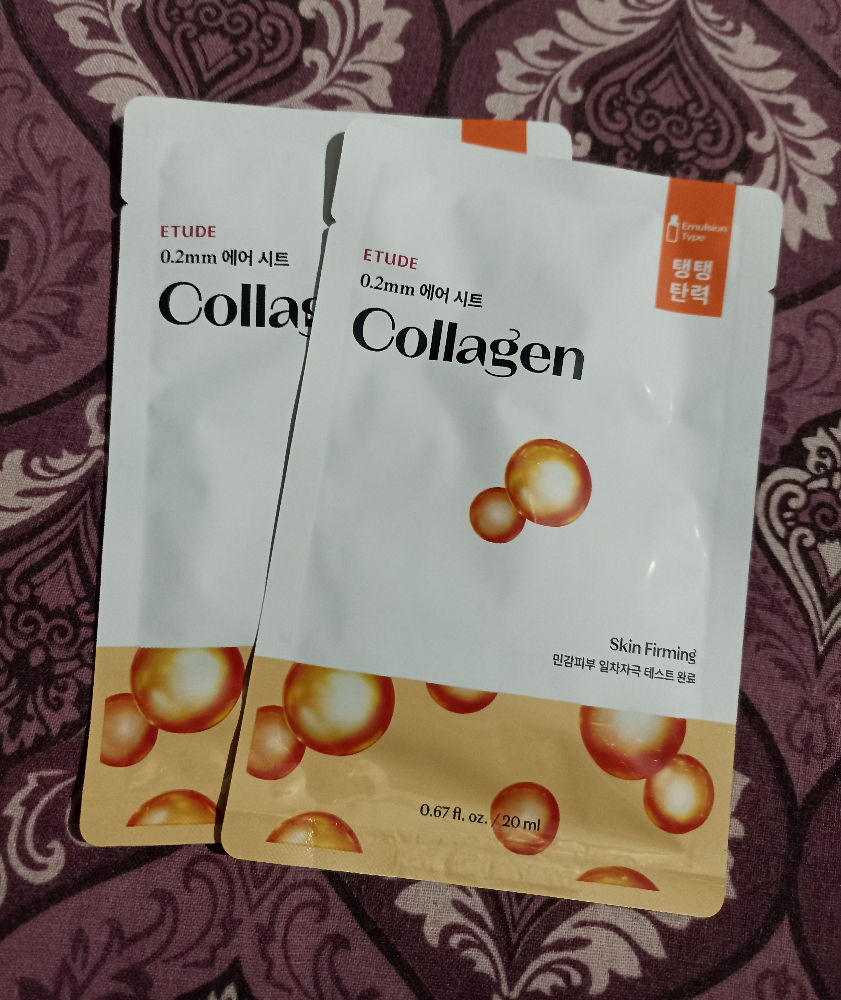 ETUDE
0.2mm 에어 시트
Collag
ETUDE
0.2mm 에어 시트
Collagen
Emulsion
Type
탱탱
탄력
Skin Firming
민감피부 일차자극 테스트 완료
0.67 fl. oz. / 20 ml